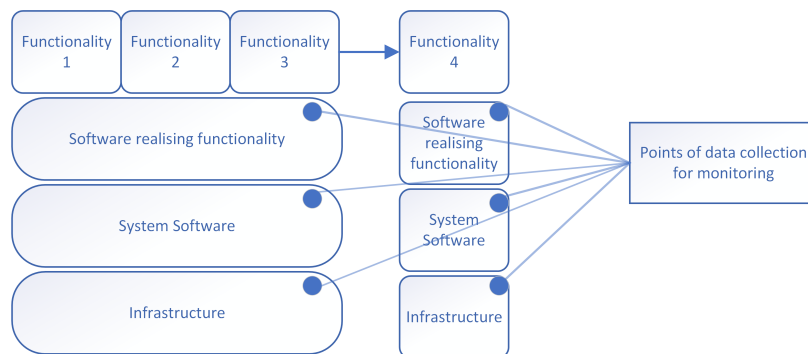 Functionality
1
Functionality
2
Functionality
3
Functionality
4
Software realising functionality
Software
realising
functionality
Points of data collection
for monitoring
System Software
System
Software
Infrastructure
Infrastructure